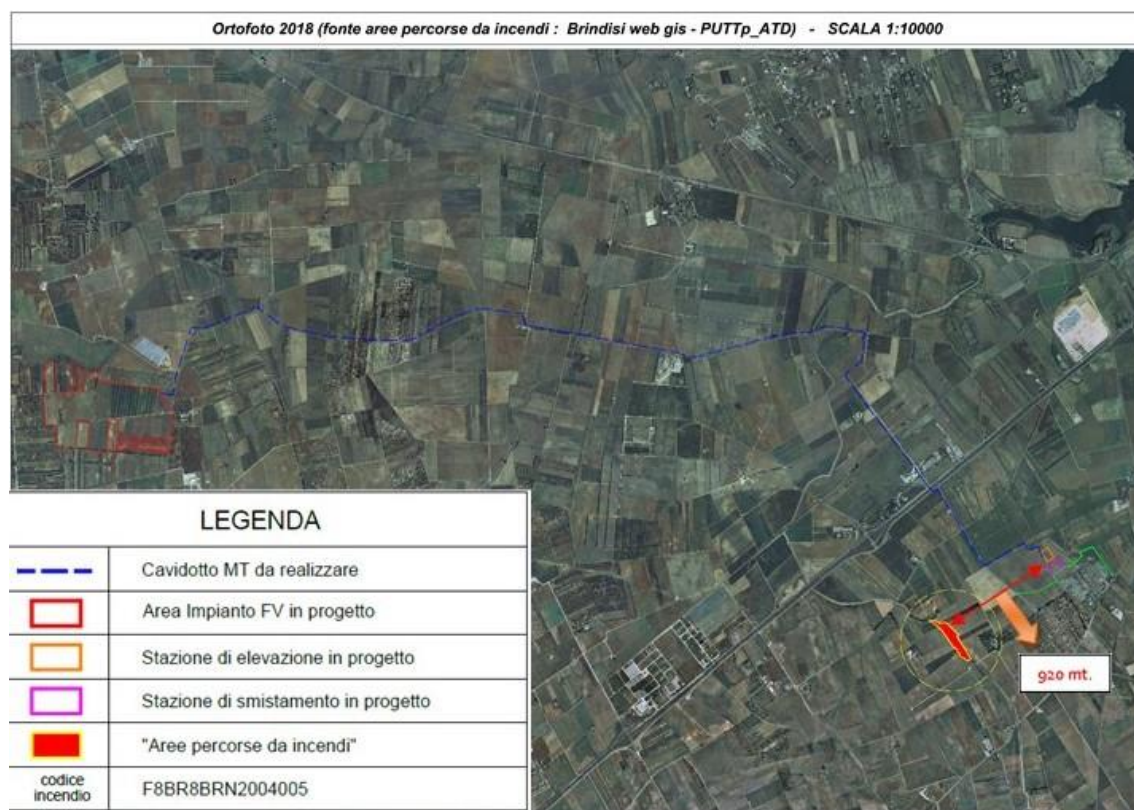 Ortofoto 2018 (fonte aree percorse da incendi : Brindisi web gis - PUTTp_ATD) - SCALA 1:10000
LEGENDA
Cavidotto MT da realizzare
Area Impianto FV in progetto
Stazione di elevazione in progetto
Stazione di smistamento in progetto
"Aree percorse da incendi"
codice
incendio
F8BR8BRN2004005
920 mt.